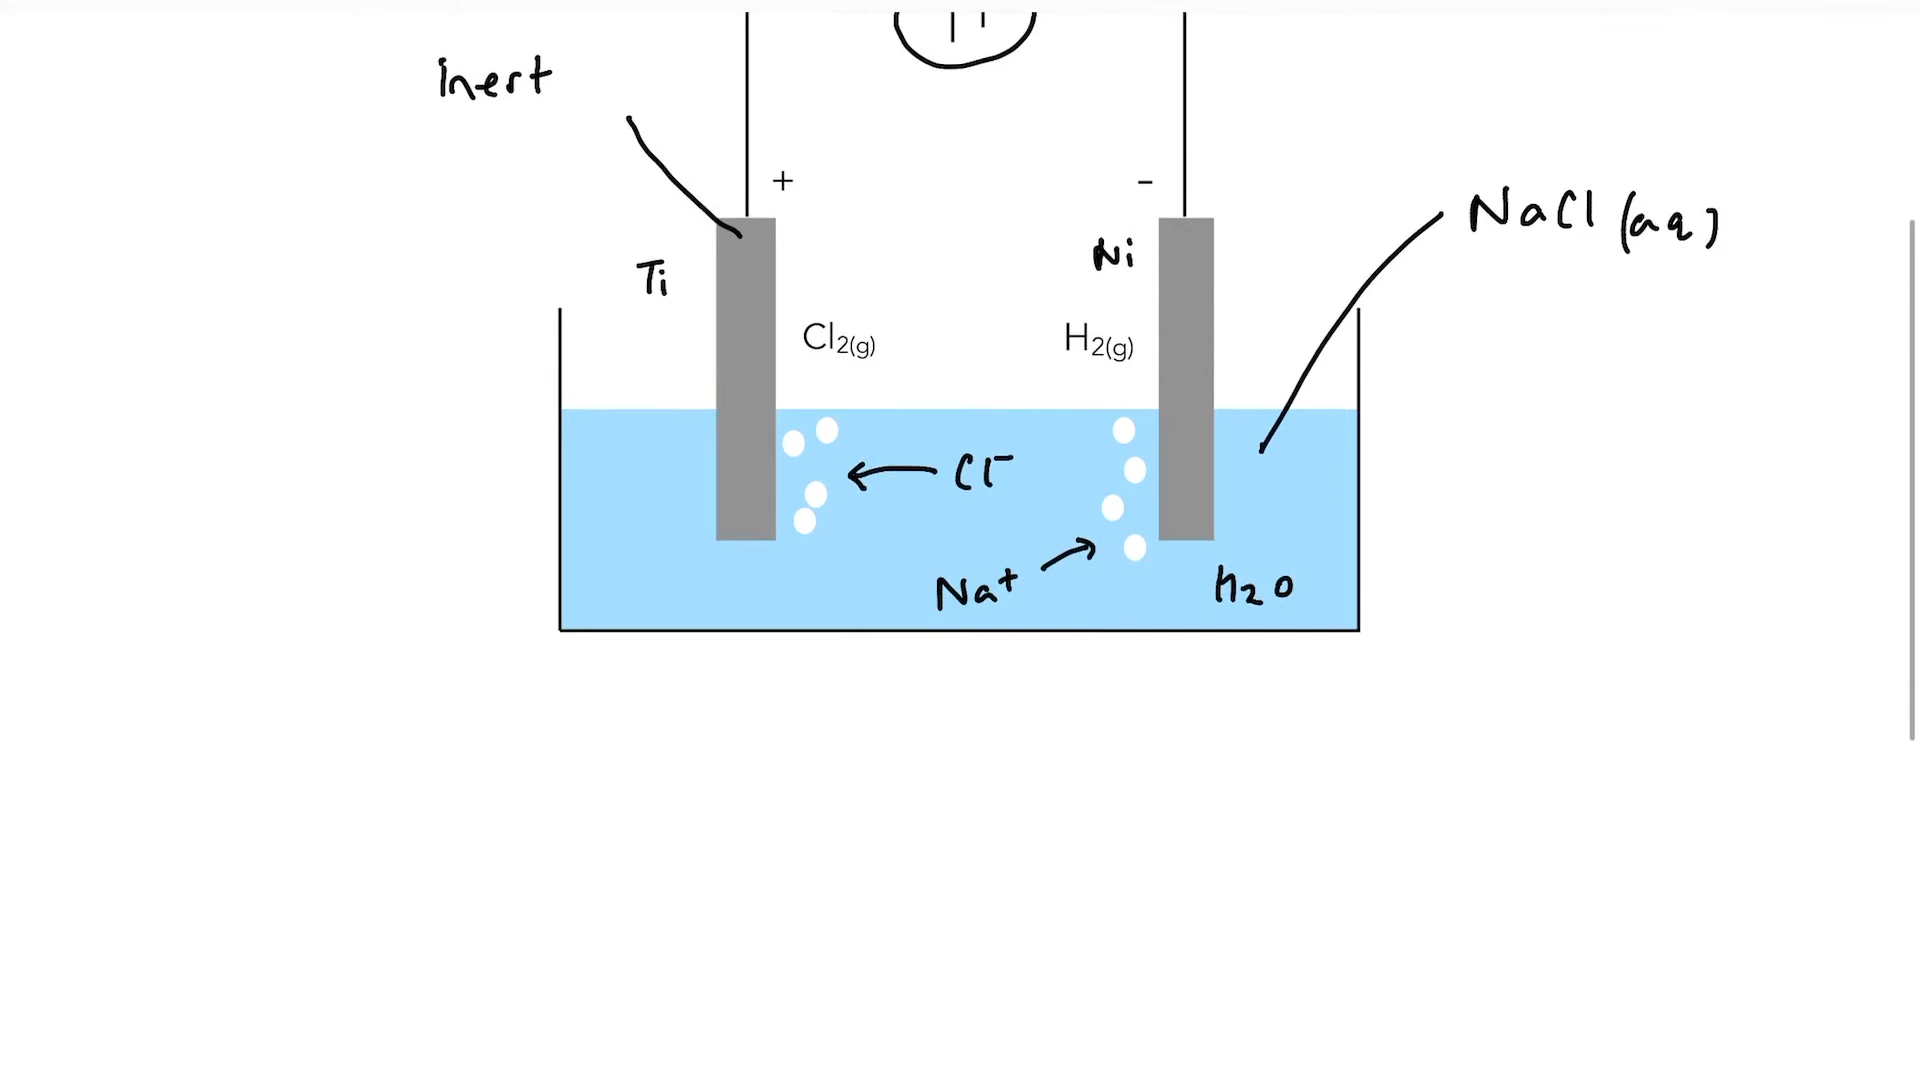 inert
+
-
NaCl (aq)
Ti
Ni
Cl2(g)
H2(g)
Cl-
Na+
H2O